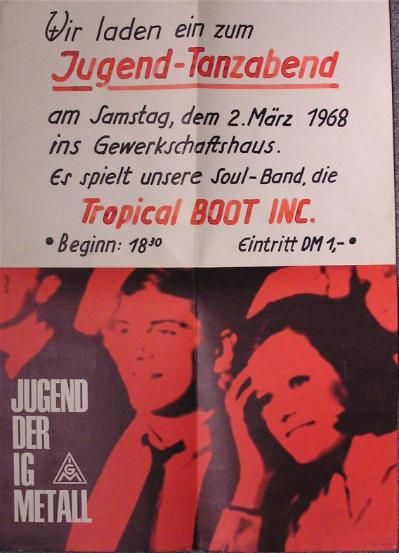 Wir laden ein zum
Jugend-Tanzabend
am Samstag, dem 2. März 1968
ins Gewerkschaftshaus.
Es spielt unsere Soul-Band, die
Tropical BOOT INC.
• Beginn: 18³⁰ Eintritt DM 1,- •
JUGEND
DER
IG
METALL
IGM